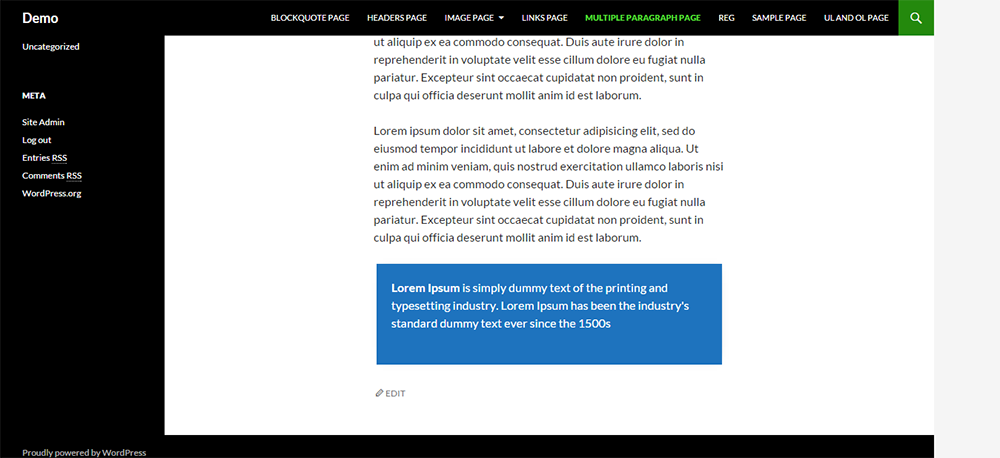 Demo
BLOCKQUOTE PAGE HEADERS PAGE IMAGE PAGE LINKS PAGE MULTIPLE PARAGRAPH PAGE REG SAMPLE PAGE UL AND OL PAGE
Uncategorized
META
Site Admin
Log out
Entries RSS
Comments RSS
WordPress.org
ut aliquip ex ea commodo consequat. Duis aute irure dolor in
reprehenderit in voluptate velit esse cillum dolore eu fugiat nulla
pariatur. Excepteur sint occaecat cupidatat non proident, sunt in
culpa qui officia deserunt mollit anim id est laborum.
Lorem ipsum dolor sit amet, consectetur adipisicing elit, sed do
eiusmod tempor incididunt ut labore et dolore magna aliqua. Ut
enim ad minim veniam, quis nostrud exercitation ullamco laboris nisi
ut aliquip ex ea commodo consequat. Duis aute irure dolor in
reprehenderit in voluptate velit esse cillum dolore eu fugiat nulla
pariatur. Excepteur sint occaecat cupidatat non proident, sunt in
culpa qui officia deserunt mollit anim id est laborum.
Lorem Ipsum is simply dummy text of the printing and
typesetting industry. Lorem Ipsum has been the industry's
standard dummy text ever since the 1500s
EDIT
Proudly powered by WordPress